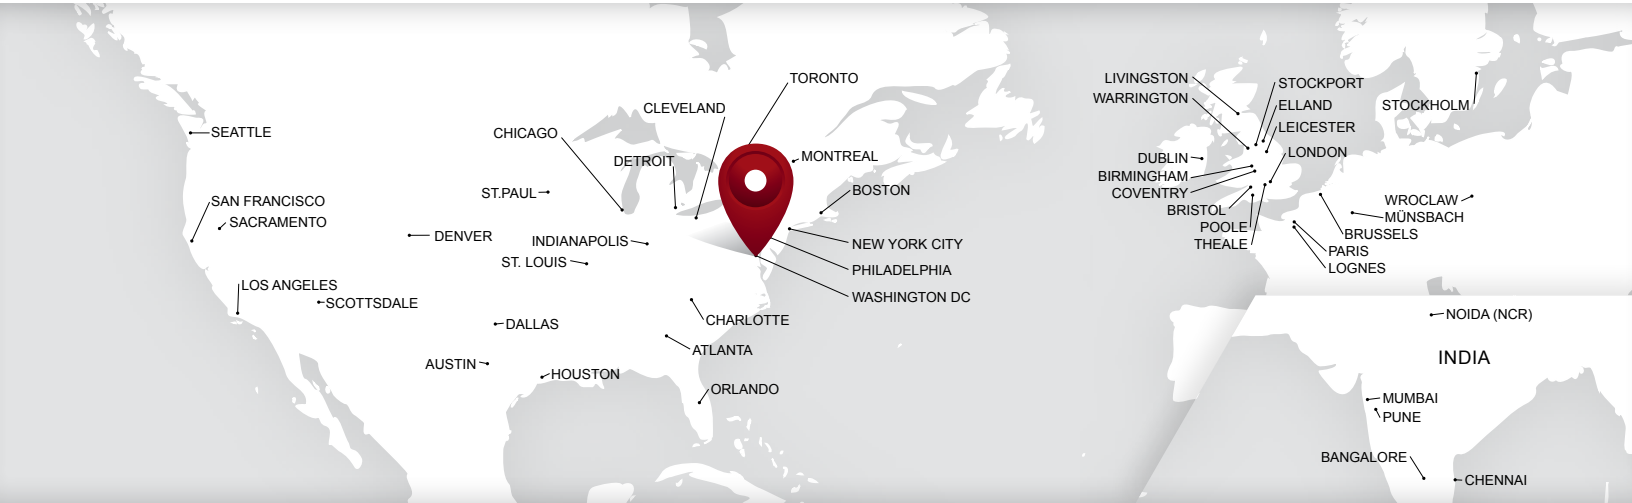 SEATTLE
SAN FRANCISCO
SACRAMENTO
LOS ANGELES
SCOTTSDALE
DENVER
DALLAS
AUSTIN
HOUSTON
CHICAGO
ST.PAUL
INDIANAPOLIS
ST. LOUIS
CLEVELAND
DETROIT
TORONTO
MONTREAL
BOSTON
NEW YORK CITY
PHILADELPHIA
WASHINGTON DC
CHARLOTTE
ATLANTA
ORLANDO
LIVINGSTON
WARRINGTON
DUBLIN
BIRMINGHAM
COVENTRY
BRISTOL
POOLE
THEALE
STOCKPORT
ELLAND
LEICESTER
LONDON
STOCKHOLM
WROCLAW
MÜNSBACH
BRUSSELS
PARIS
LOGNES
NOIDA (NCR)
INDIA
MUMBAI
PUNE
BANGALORE
CHENNAI